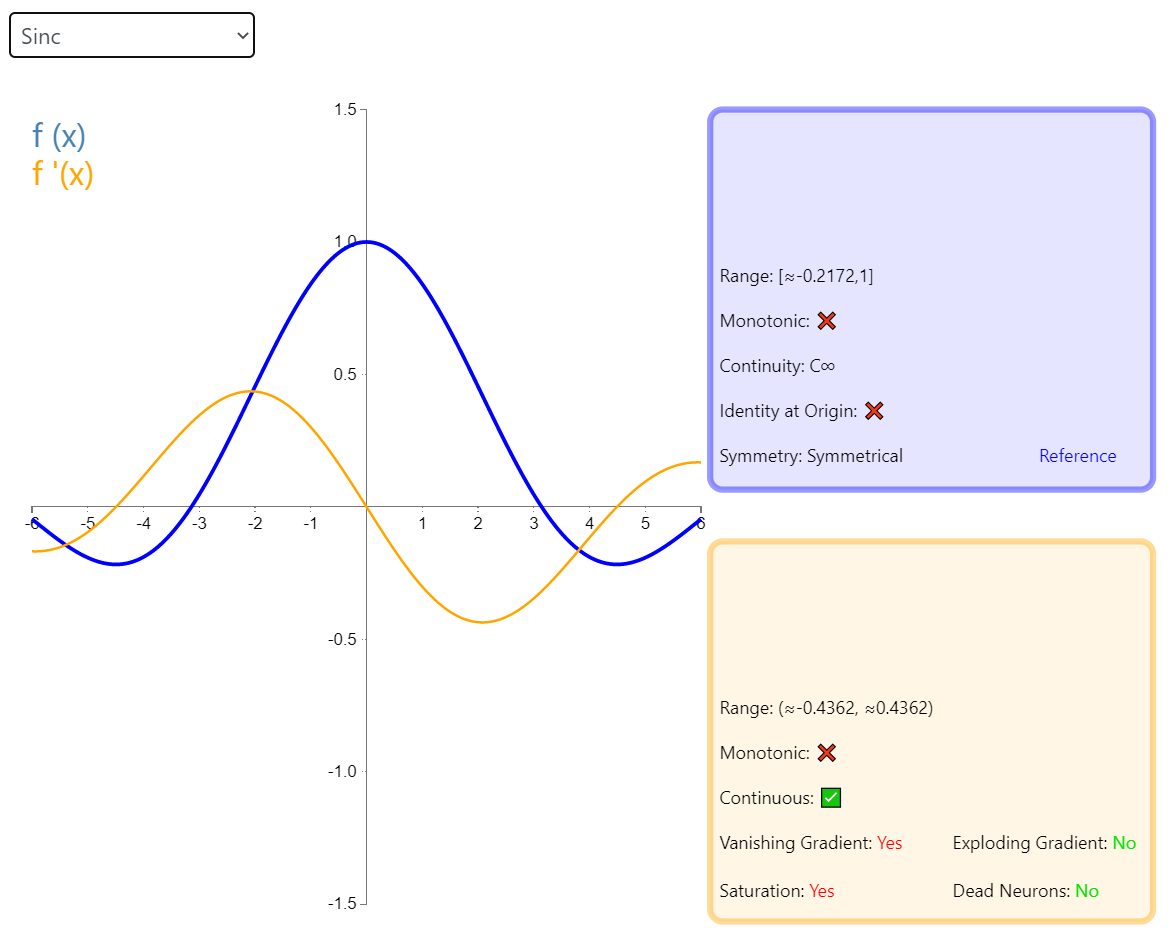 Sinc
f (x)
f '(x)
1.5
1.0
0.5
-0.5
-1.0
-1.5
-6 -5 -4 -3 -2 -1 1 2 3 4 5 6
Range: [≈-0.2172,1]
Monotonic: ❌
Continuity: C∞
Identity at Origin: ❌
Symmetry: Symmetrical Reference
Range: (≈-0.4362, ≈0.4362)
Monotonic: ❌
Continuous: ✅
Vanishing Gradient: Yes Exploding Gradient: No
Saturation: Yes Dead Neurons: No